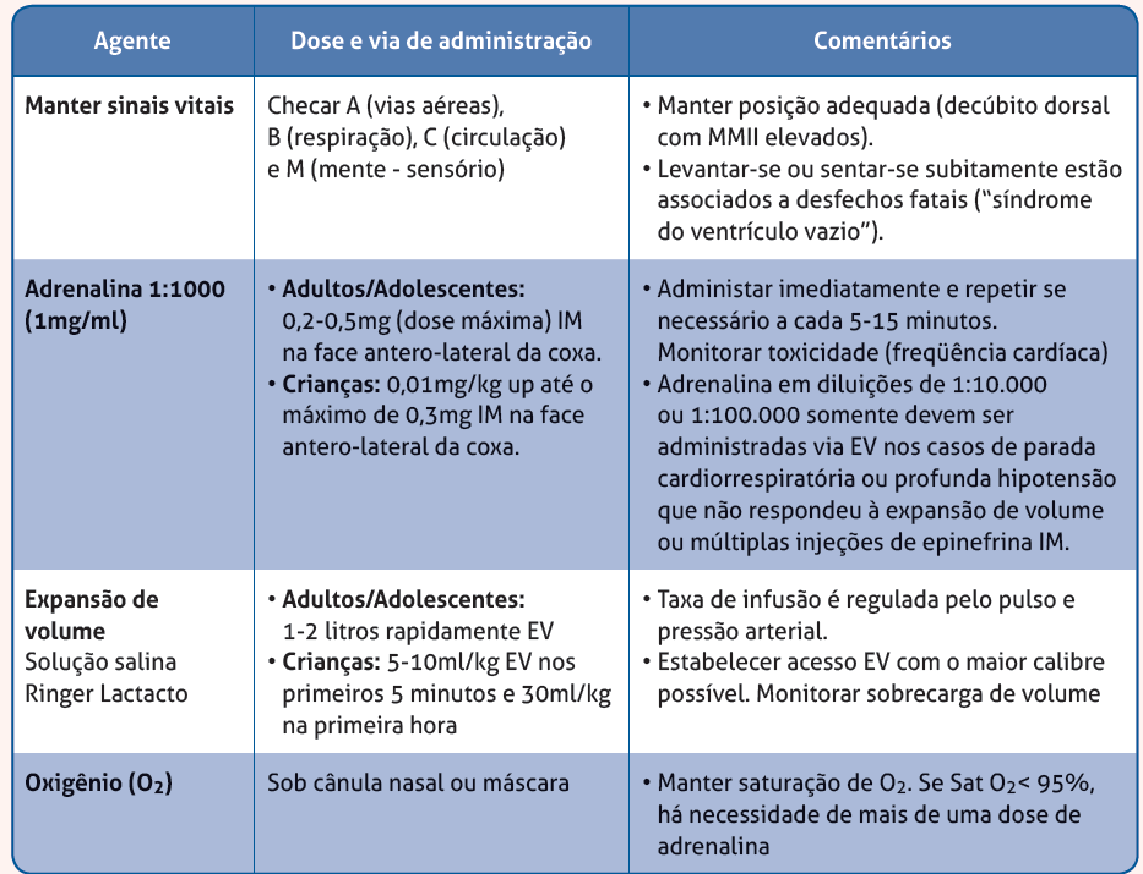 Agente
Dose e via de administração
Comentários
Manter sinais vitais
Checar A (vias aéreas),
B (respiração), C (circulação)
e M (mente - sensório)
• Manter posição adequada (decúbito dorsal
com MMII elevados).
• Levantar-se ou sentar-se subitamente estão
associados a desfechos fatais (“síndrome
do ventrículo vazio”).
Adrenalina 1:1000
(1mg/ml)
• Adultos/Adolescentes:
0,2-0,5mg (dose máxima) IM
na face antero-lateral da coxa.
• Crianças: 0,01mg/kg up até o
máximo de 0,3mg IM na face
antero-lateral da coxa.
• Administar imediatamente e repetir se
necessário a cada 5-15 minutos.
Monitorar toxicidade (freqüência cardíaca)
• Adrenalina em diluições de 1:10.000
ou 1:100.000 somente devem ser
administradas via EV nos casos de parada
cardiorrespiratória ou profunda hipotensão
que não respondeu à expansão de volume
ou múltiplas injeções de epinefrina IM.
Expansão de
volume
Solução salina
Ringer Lactacto
• Adultos/Adolescentes:
1-2 litros rapidamente EV
• Crianças: 5-10ml/kg EV nos
primeiros 5 minutos e 30ml/kg
na primeira hora
• Taxa de infusão é regulada pelo pulso e
pressão arterial.
• Estabelecer acesso EV com o maior calibre
possível. Monitorar sobrecarga de volume
Oxigênio (O₂)
Sob cânula nasal ou máscara
• Manter saturação de O₂. Se Sat O₂< 95%,
há necessidade de mais de uma dose de
adrenalina